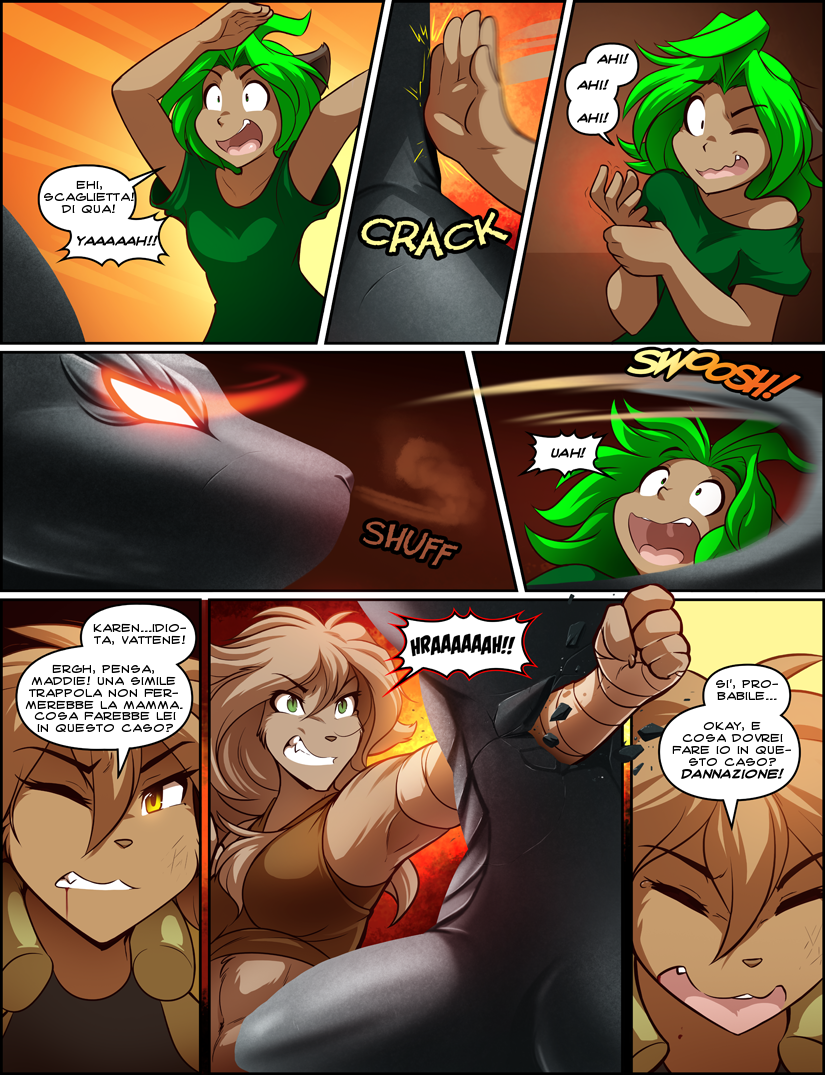 EHI,
SCAGLIETTA!
DI QUA!
YAAAAAH!!
CRACK
AHI!
AHI!
AHI!
SHUFF
SWOOSH!
UAH!
KAREN...IDIO-
TA, VATTENE!
ERGH, PENSA,
MADDIE! UNA SIMILE
TRAPPOLA NON FER-
MEREBBE LA MAMMA.
COSA FAREBBE LEI
IN QUESTO CASO?
HRAAAAAAH!!
SI', PRO-
BABILE...
OKAY, E
COSA DOVREI
FARE IO IN QUE-
STO CASO?
DANNAZIONE!